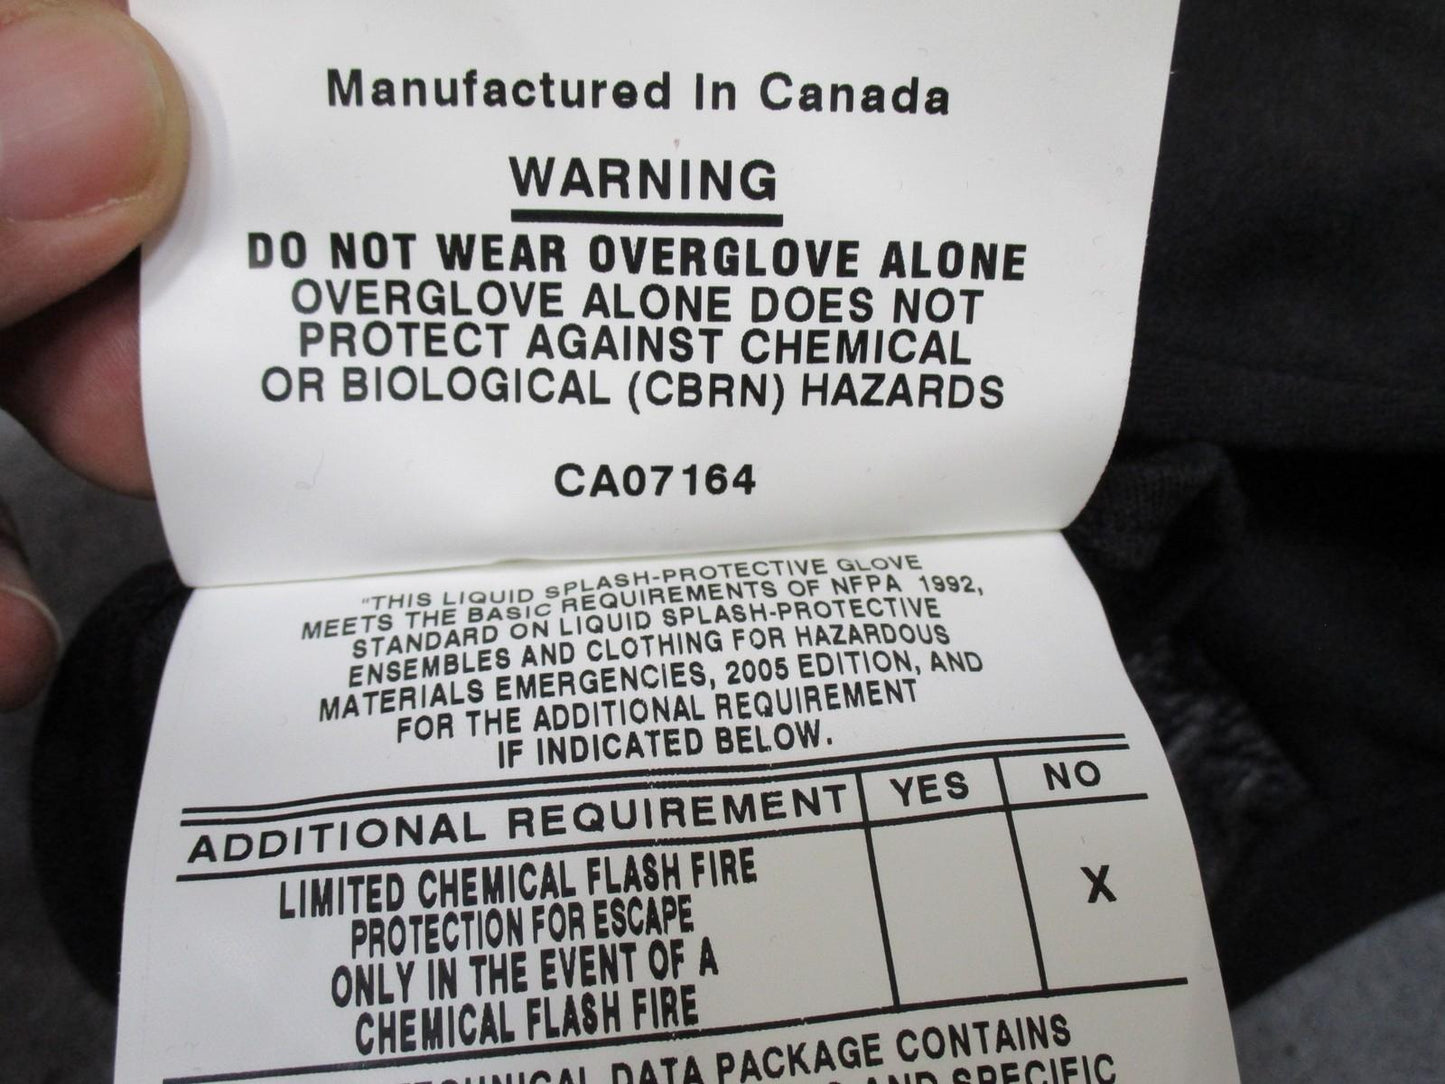 Manufactured In Canada
WARNING
DO NOT WEAR OVERGLOVE ALONE
OVERGLOVE ALONE DOES NOT
PROTECT AGAINST CHEMICAL
OR BIOLOGICAL (CBRN) HAZARDS
CA07164
"THIS LIQUID SPLASH-PROTECTIVE GLOVE
MEETS THE BASIC REQUIREMENTS OF NFPA 1992,
STANDARD ON LIQUID SPLASH-PROTECTIVE
ENSEMBLES AND CLOTHING FOR HAZARDOUS
MATERIALS EMERGENCIES, 2005 EDITION, AND
FOR THE ADDITIONAL REQUIREMENT
IF INDICATED BELOW.
ADDITIONAL REQUIREMENT YES NO
LIMITED CHEMICAL FLASH FIRE
PROTECTION FOR ESCAPE X
ONLY IN THE EVENT OF A
CHEMICAL FLASH FIRE
DATA PACKAGE CONTAINS
AND SPECIFIC